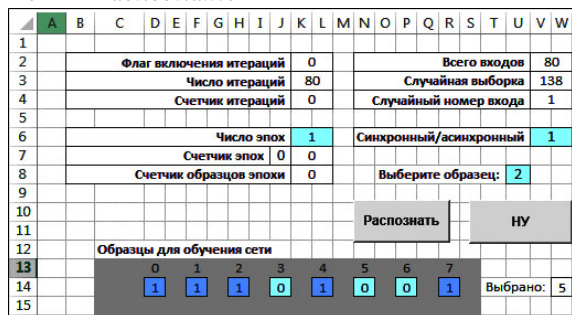 A B C D E F G H I J K L M N O P Q R S T U V W
1
2 Флаг включения итераций 0 Всего входов 80
3 Число итераций 80 Случайная выборка 138
4 Счетчик итераций 0 Случайный номер входа 1
5
6 Число эпох 1 Синхронный/асинхронный 1
7 Счетчик эпох 0 0
8 Счетчик образцов эпохи 0 Выберите образец: 2
9
10 Распознать НУ
11
12 Образцы для обучения сети
13 0 1 2 3 4 5 6 7
14 1 1 1 0 1 0 0 1 Выбрано: 5
15